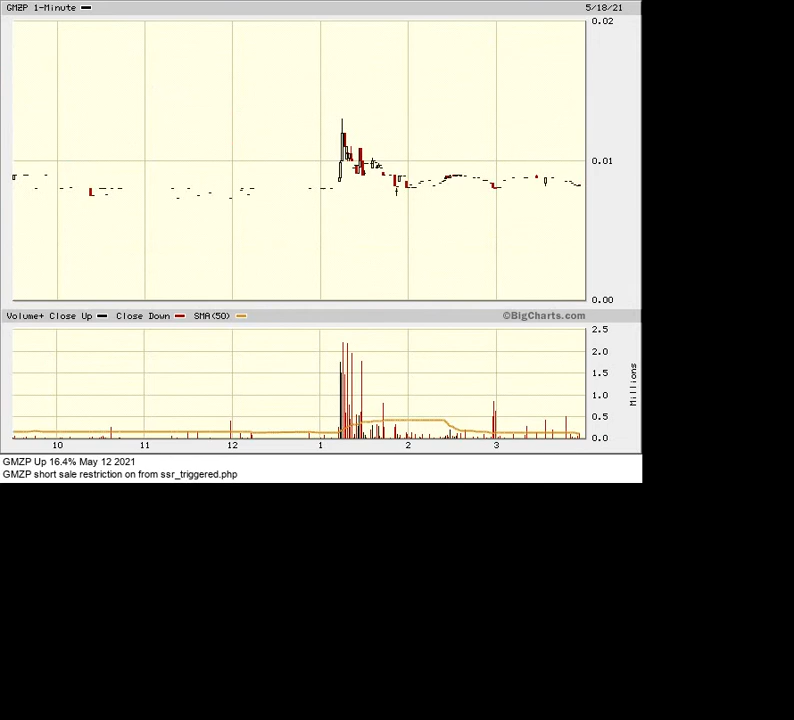 GMZP 1-Minute 5/18/21
0.02
0.01
0.00
Volume+ Close Up Close Down SMA(50) ©BigCharts.com
2.5
2.0
1.5
1.0
0.5
0.0
Millions
10 11 12 1 2 3
GMZP Up 16.4% May 12 2021
GMZP short sale restriction on from ssr_triggered.php